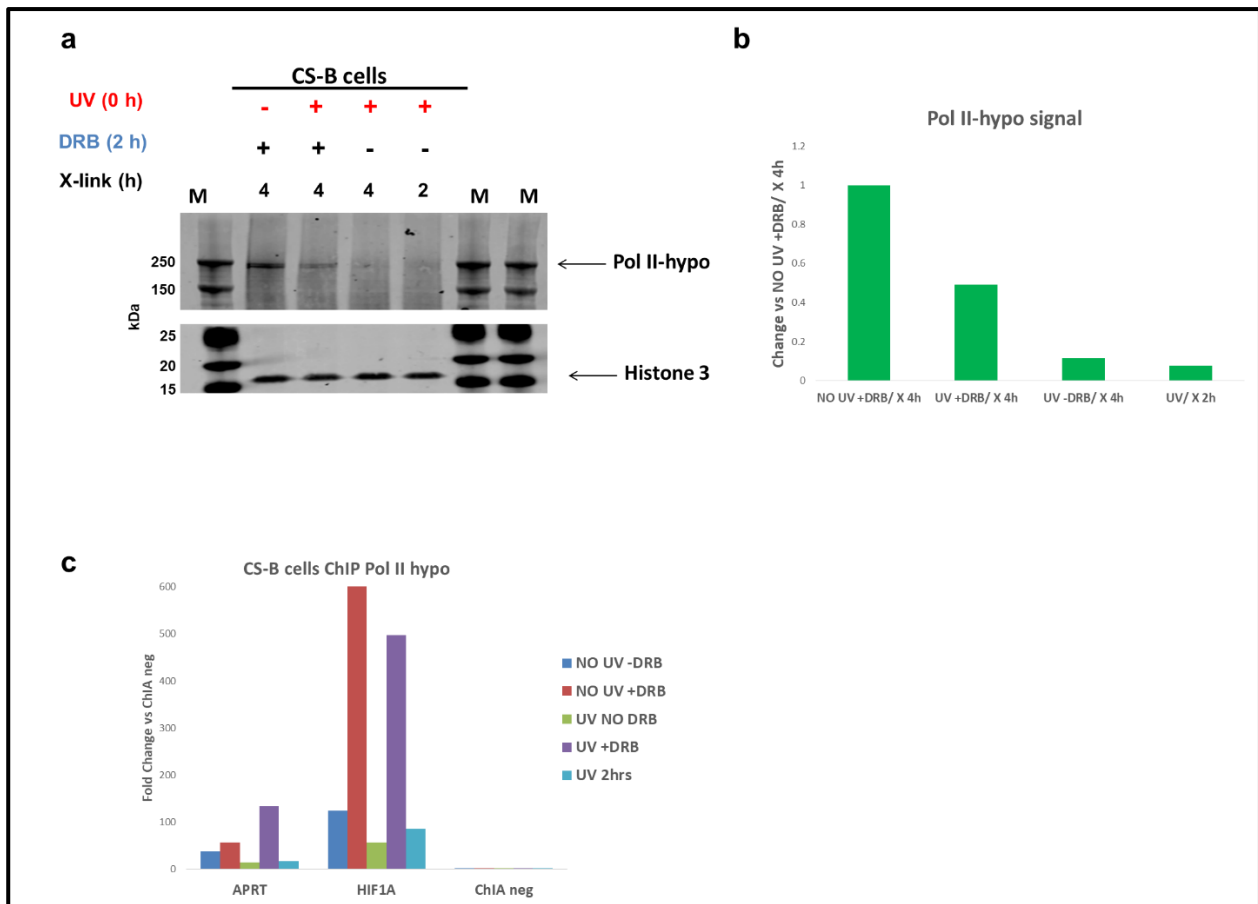 a
CS-B cells
UV (0 h) - + + +
DRB (2 h) + + - -
X-link (h) M 4 4 4 2 M M
250
150
Pol II-hypo
kDa
25
20
15
Histone 3
b
Pol II-hypo signal
Change vs NO UV +DRB/ X 4h
1.2
1
0.8
0.6
0.4
0.2
0
NO UV +DRB/ X 4h UV +DRB/ X 4h UV -DRB/ X 4h UV/ X 2h
c
CS-B cells ChIP Pol II hypo
Fold Change vs ChIA neg
600
500
400
300
200
100
0
APRT HIF1A ChIA neg
NO UV -DRB
NO UV +DRB
UV NO DRB
UV +DRB
UV 2hrs